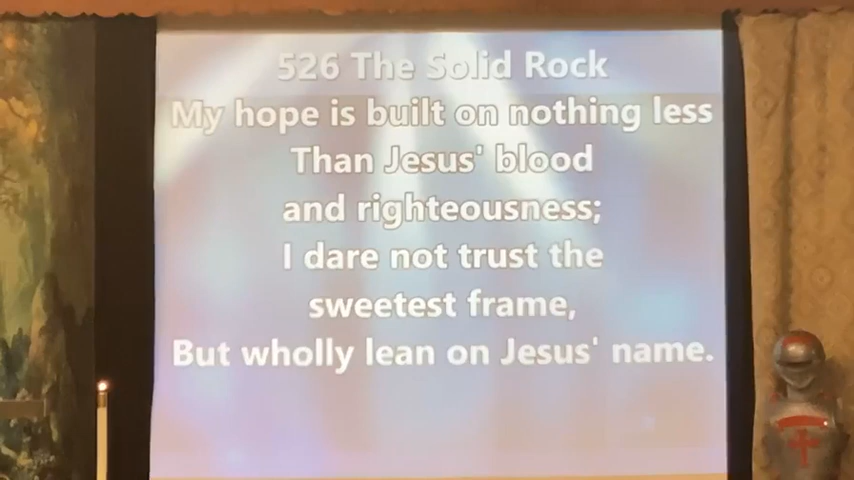 526 The Solid Rock
My hope is built on nothing less
Than Jesus' blood
and righteousness;
I dare not trust the
sweetest frame,
But wholly lean on Jesus' name.